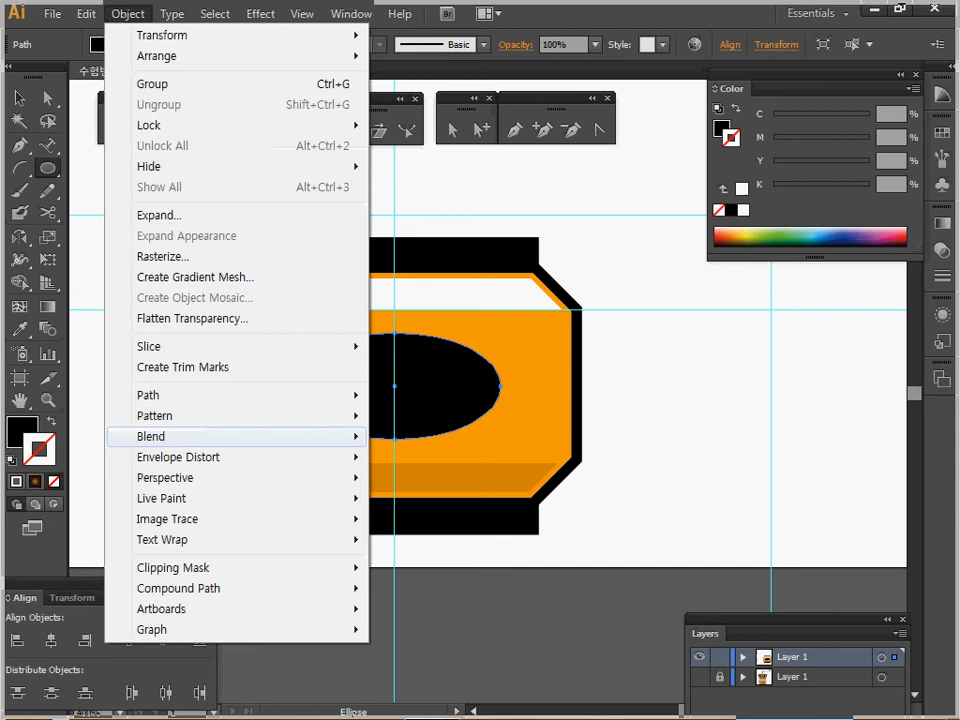 Ai File Edit Object Type Select Effect View Window Help Br Essentials
Path Basic Opacity: 100% Style: Align Transform
Transform
Arrange
Group Ctrl+G
Ungroup Shift+Ctrl+G
Lock
Unlock All Alt+Ctrl+2
Hide
Show All Alt+Ctrl+3
Expand...
Expand Appearance
Rasterize...
Create Gradient Mesh...
Create Object Mosaic...
Flatten Transparency...
Slice
Create Trim Marks
Path
Pattern
Blend
Envelope Distort
Perspective
Live Paint
Image Trace
Text Wrap
Clipping Mask
Compound Path
Artboards
Graph
Color
C %
M %
Y %
K %
Align Transform
Align Objects:
Distribute Objects:
Layers
Layer 1
Layer 1
Ellipse